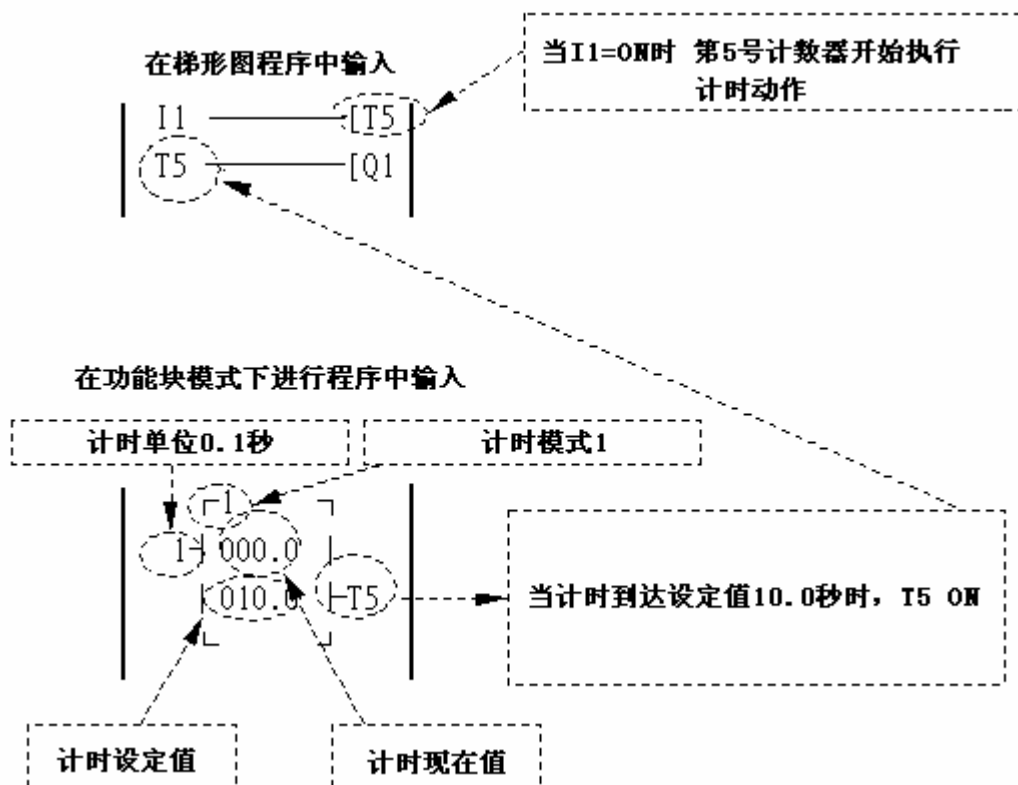 在梯形图程序中输入
当I1=ON时 第5号计数器开始执行
计时动作
I1 [T5
T5 [Q1
在功能块模式下进行程序中输入
计时单位0.1秒
计时模式1
1
1 000.0
010.0 T5
当计时到达设定值10.0秒时，T5 ON
计时设定值
计时现在值